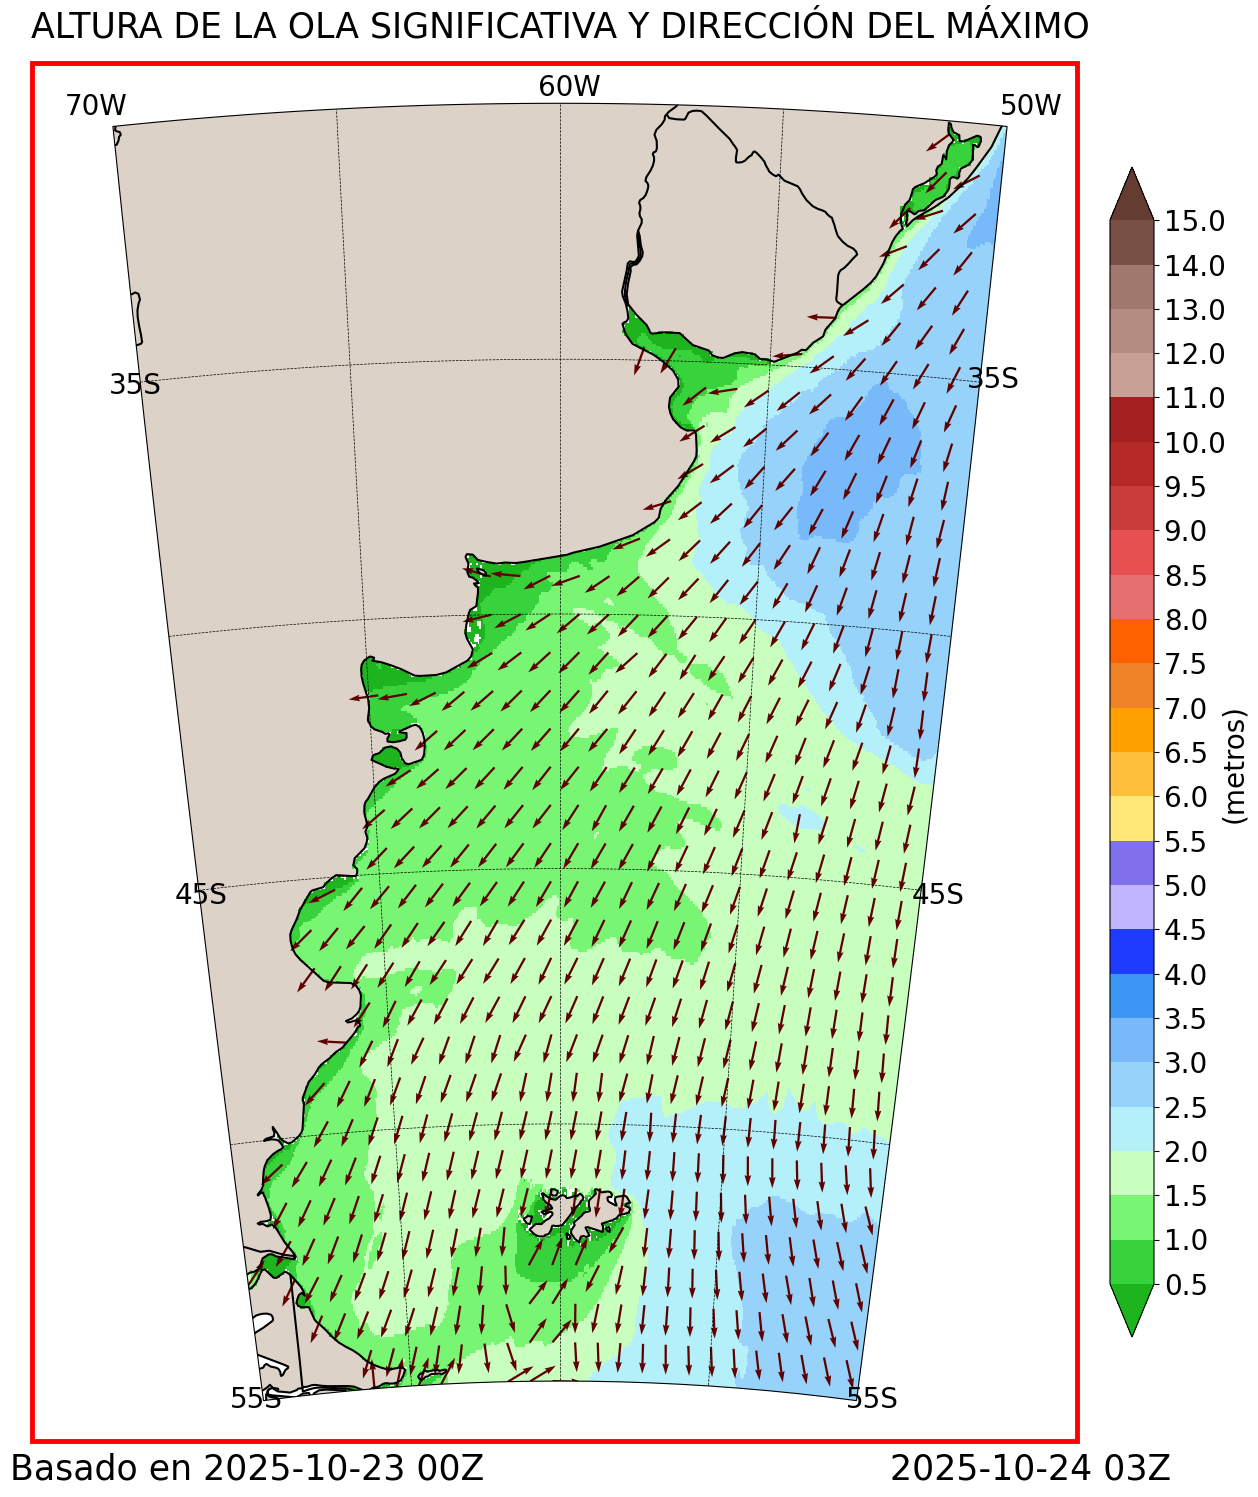 ALTURA DE LA OLA SIGNIFICATIVA Y DIRECCIÓN DEL MÁXIMO
70W
60W
50W
35S
35S
45S
45S
55S
55S
15.0
14.0
13.0
12.0
11.0
10.0
9.5
9.0
8.5
8.0
7.5
7.0
6.5
6.0
5.5
5.0
4.5
4.0
3.5
3.0
2.5
2.0
1.5
1.0
0.5
(metros)
Basado en 2025-10-23 00Z
2025-10-24 03Z